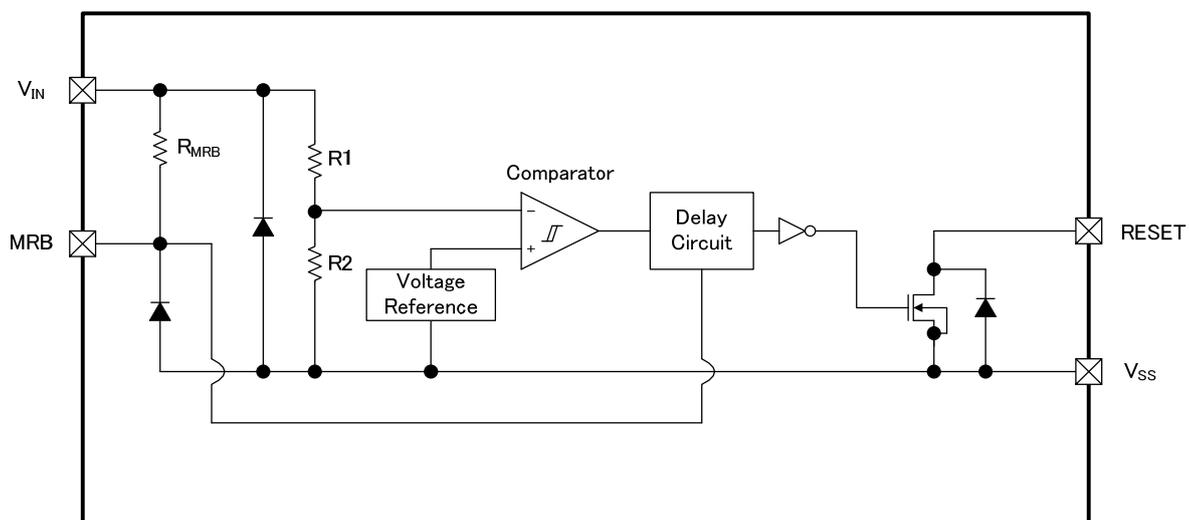 V_IN
R_MRB
R1
Comparator
−
Delay
Circuit
MRB
RESET
+
R2
Voltage
Reference
V_SS